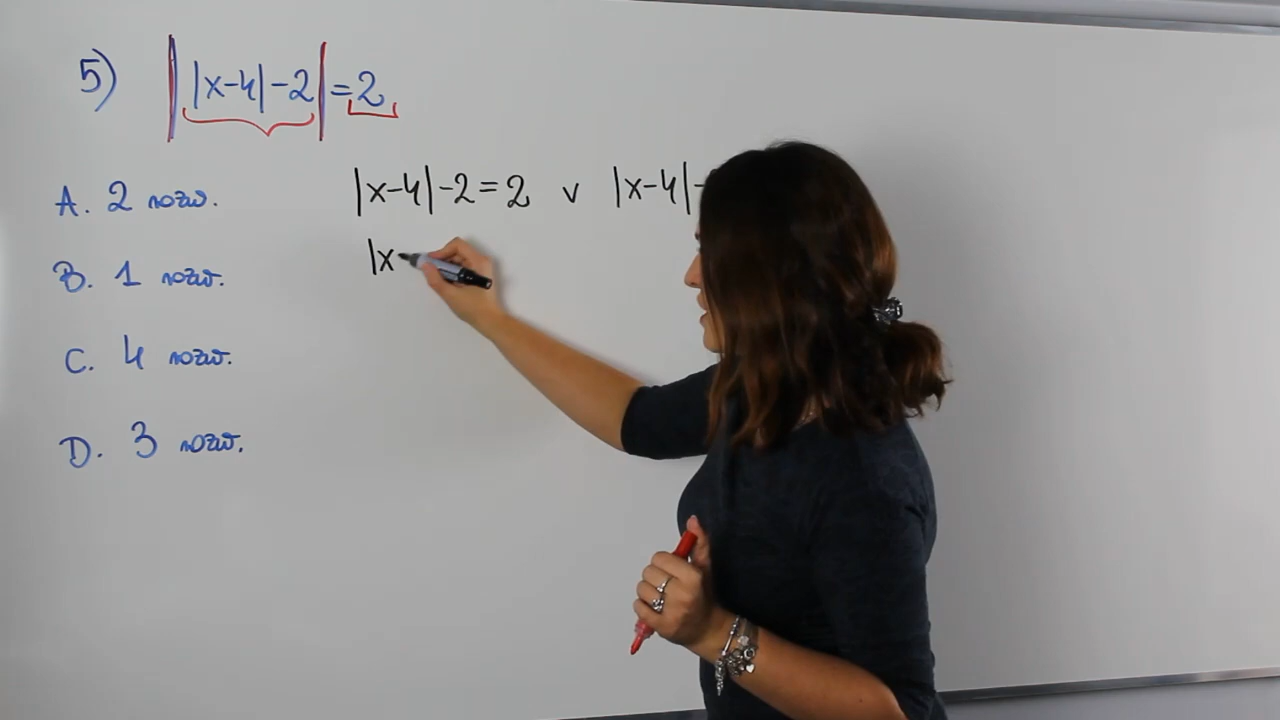 5) ||x-4|-2|=2
|x-4|-2=2 v |x-4|-
|x
A. 2 rozw.
B. 1 rozw.
C. 4 rozw.
D. 3 rozw.